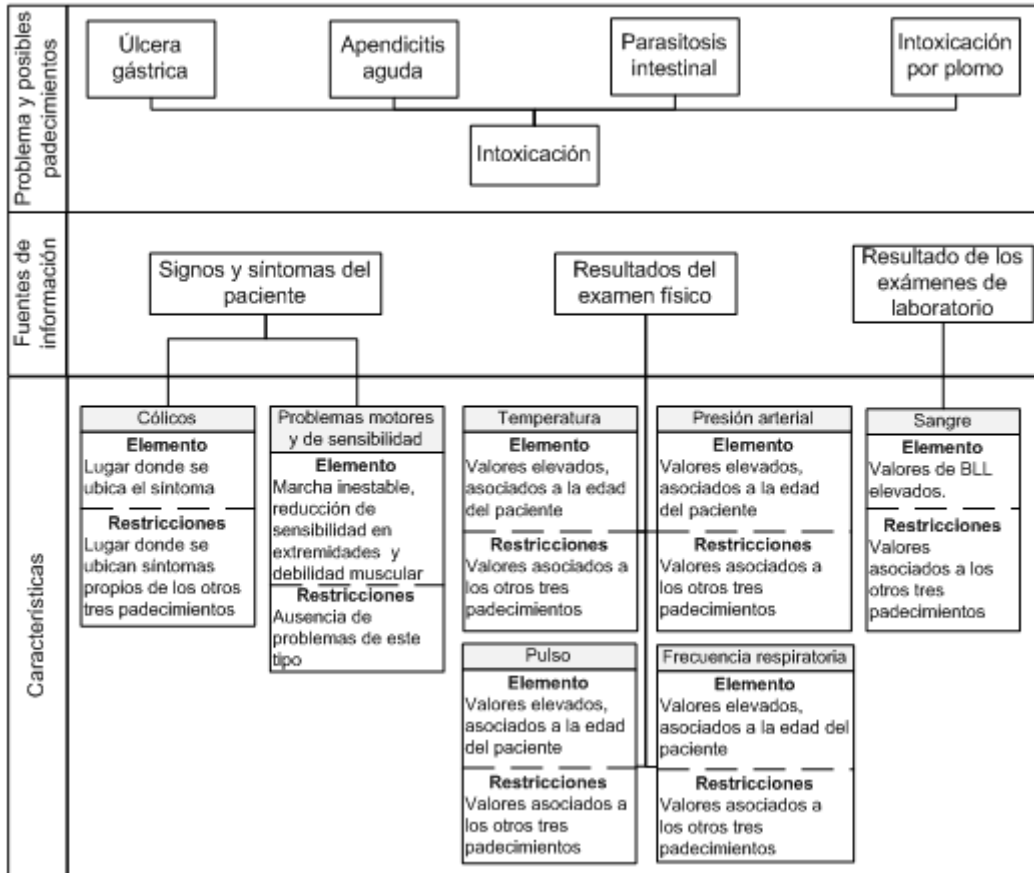 Problema y posibles
padecimientos
Úlcera
gástrica
Apendicitis
aguda
Parasitosis
intestinal
Intoxicación
por plomo
Intoxicación
Fuentes de
información
Signos y síntomas del
paciente
Resultados del
examen físico
Resultado de los
exámenes de
laboratorio
Características
Cólicos
Elemento
Lugar donde se
ubica el síntoma
Restricciones
Lugar donde se
ubican síntomas
propios de los otros
tres padecimientos
Problemas motores
y de sensibilidad
Elemento
Marcha inestable,
reducción de
sensibilidad en
extremidades y
debilidad muscular
Restricciones
Ausencia de
problemas de este
tipo
Temperatura
Elemento
Valores elevados,
asociados a la edad
del paciente
Restricciones
Valores asociados a
los otros tres
padecimientos
Presión arterial
Elemento
Valores elevados,
asociados a la edad
del paciente
Restricciones
Valores asociados a
los otros tres
padecimientos
Sangre
Elemento
Valores de BLL
elevados.
Restricciones
Valores
asociados a los
otros tres
padecimientos
Pulso
Elemento
Valores elevados,
asociados a la edad
del paciente
Restricciones
Valores asociados a
los otros tres
padecimientos
Frecuencia respiratoria
Elemento
Valores elevados,
asociados a la edad del
paciente
Restricciones
Valores asociados a
los otros tres
padecimientos